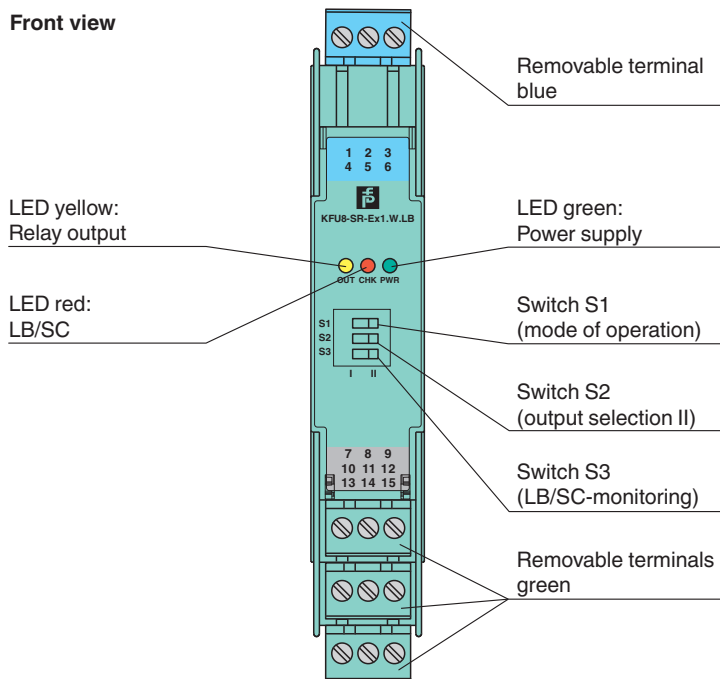 Front view
Removable terminal
blue
1 2 3
4 5 6
KFU8-SR-Ex1.W.LB
LED yellow:
Relay output
LED green:
Power supply
OUT CHK PWR
LED red:
LB/SC
S1
S2
S3
I II
Switch S1
(mode of operation)
Switch S2
(output selection II)
Switch S3
(LB/SC-monitoring)
7 8 9
10 11 12
13 14 15
Removable terminals
green